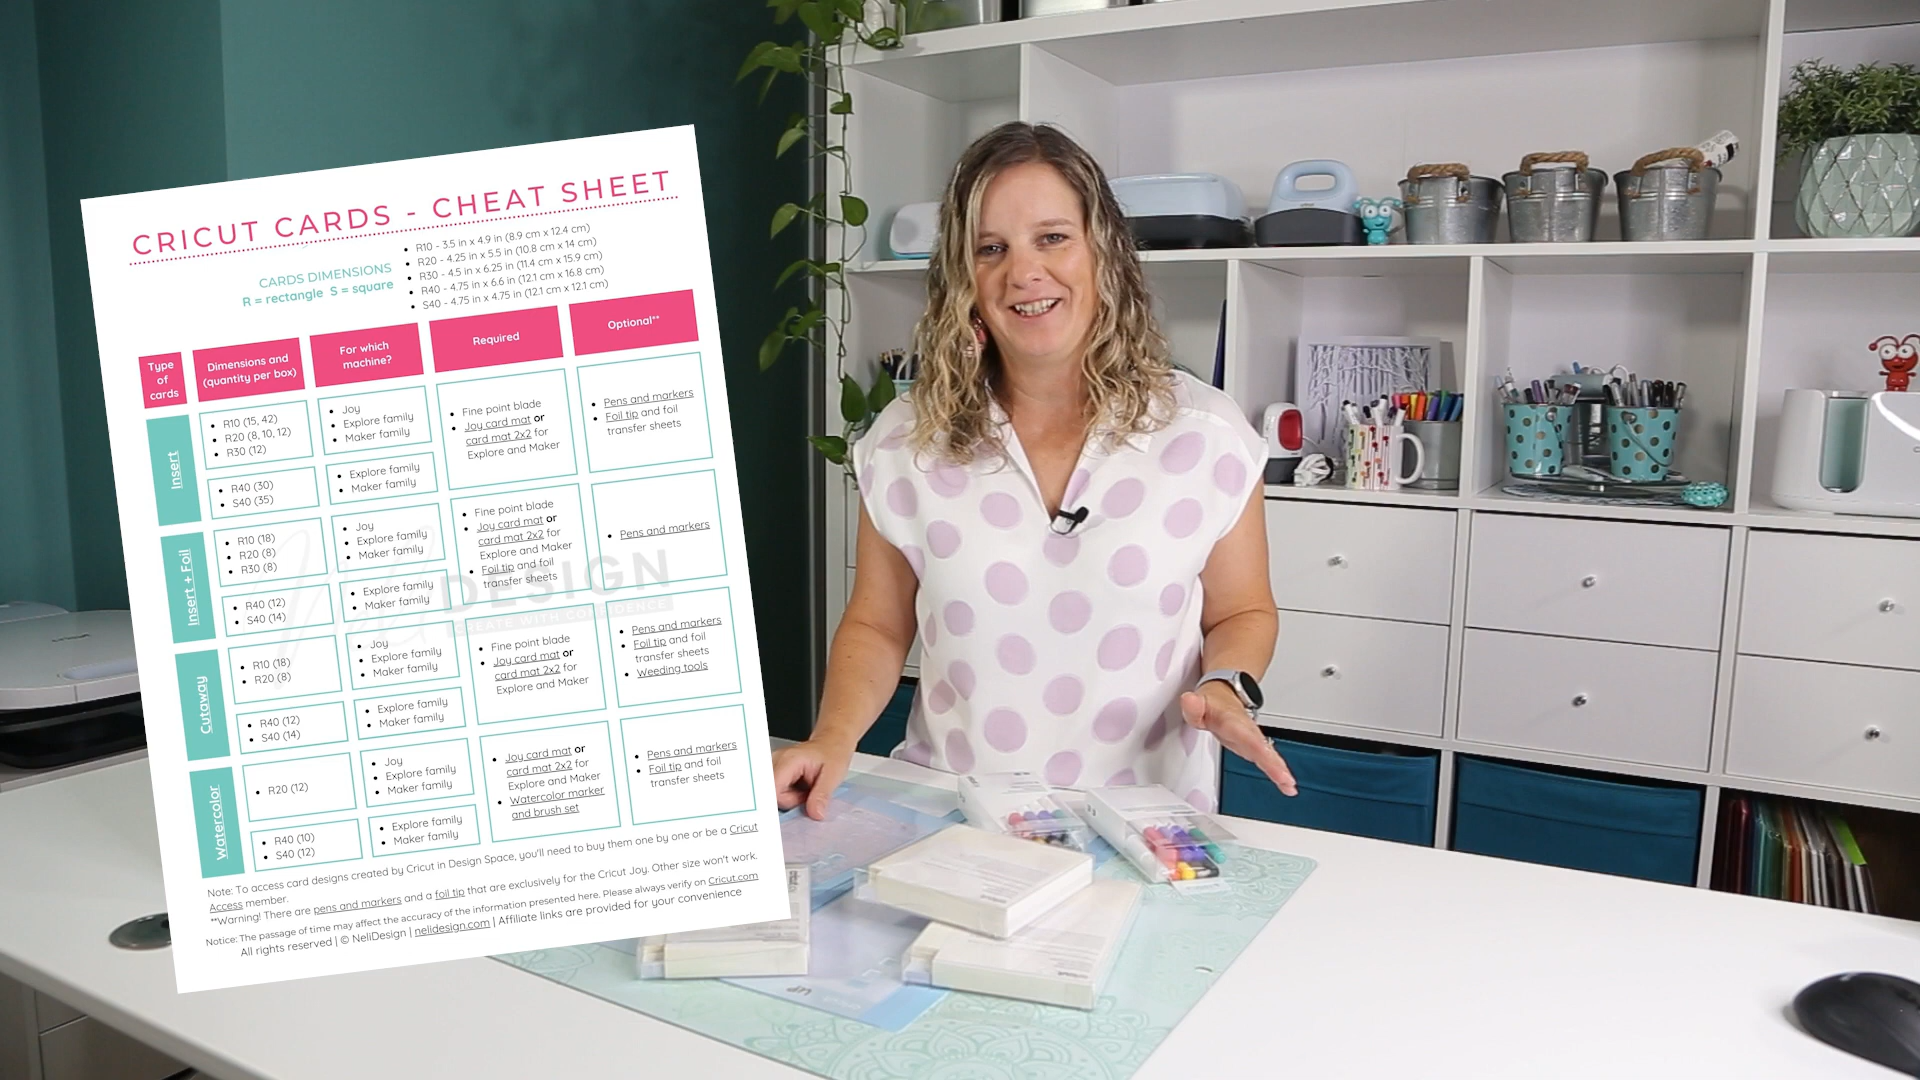 CRICUT CARDS - CHEAT SHEET
CARDS DIMENSIONS
R = rectangle S = square
R10 - 3.5 in x 4.9 in (8.9 cm x 12.4 cm)
R20 - 4.25 in x 5.5 in (10.8 cm x 14 cm)
R30 - 4.5 in x 6.25 in (11.4 cm x 15.9 cm)
R40 - 4.75 in x 6.6 in (12.1 cm x 16.8 cm)
S40 - 4.75 in x 4.75 in (12.1 cm x 12.1 cm)
Type
of
cards
Dimensions and
(quantity per box)
For which
machine?
Required
Optional**
Insert
R10 (15, 42)
R20 (8, 10, 12)
R30 (12)
Joy
Explore family
Maker family
R40 (30)
S40 (35)
Explore family
Maker family
Fine point blade
Joy card mat or
card mat 2x2 for
Explore and Maker
Pens and markers
Foil tip and foil
transfer sheets
Insert + Foil
R10 (18)
R20 (8)
R30 (8)
Joy
Explore family
Maker family
R40 (12)
S40 (14)
Explore family
Maker family
Fine point blade
Joy card mat or
card mat 2x2 for
Explore and Maker
Foil tip and foil
transfer sheets
Pens and markers
Cutaway
R10 (18)
R20 (8)
Joy
Explore family
Maker family
R40 (12)
S40 (14)
Explore family
Maker family
Fine point blade
Joy card mat or
card mat 2x2 for
Explore and Maker
Pens and markers
Foil tip and foil
transfer sheets
Weeding tools
Watercolor
R20 (12)
Joy
Explore family
Maker family
R40 (10)
S40 (12)
Explore family
Maker family
Joy card mat or
card mat 2x2 for
Explore and Maker
Watercolor marker
and brush set
Pens and markers
Foil tip and foil
transfer sheets
Neli DESIGN
CREATE WITH CONFIDENCE
Note: To access card designs created by Cricut in Design Space, you'll need to buy them one by one or be a Cricut
Access member.
**Warning! There are pens and markers and a foil tip that are exclusively for the Cricut Joy. Other size won't work.
Notice: The passage of time may affect the accuracy of the information presented here. Please always verify on Cricut.com
All rights reserved | © NeliDesign | nelidesign.com | Affiliate links are provided for your convenience